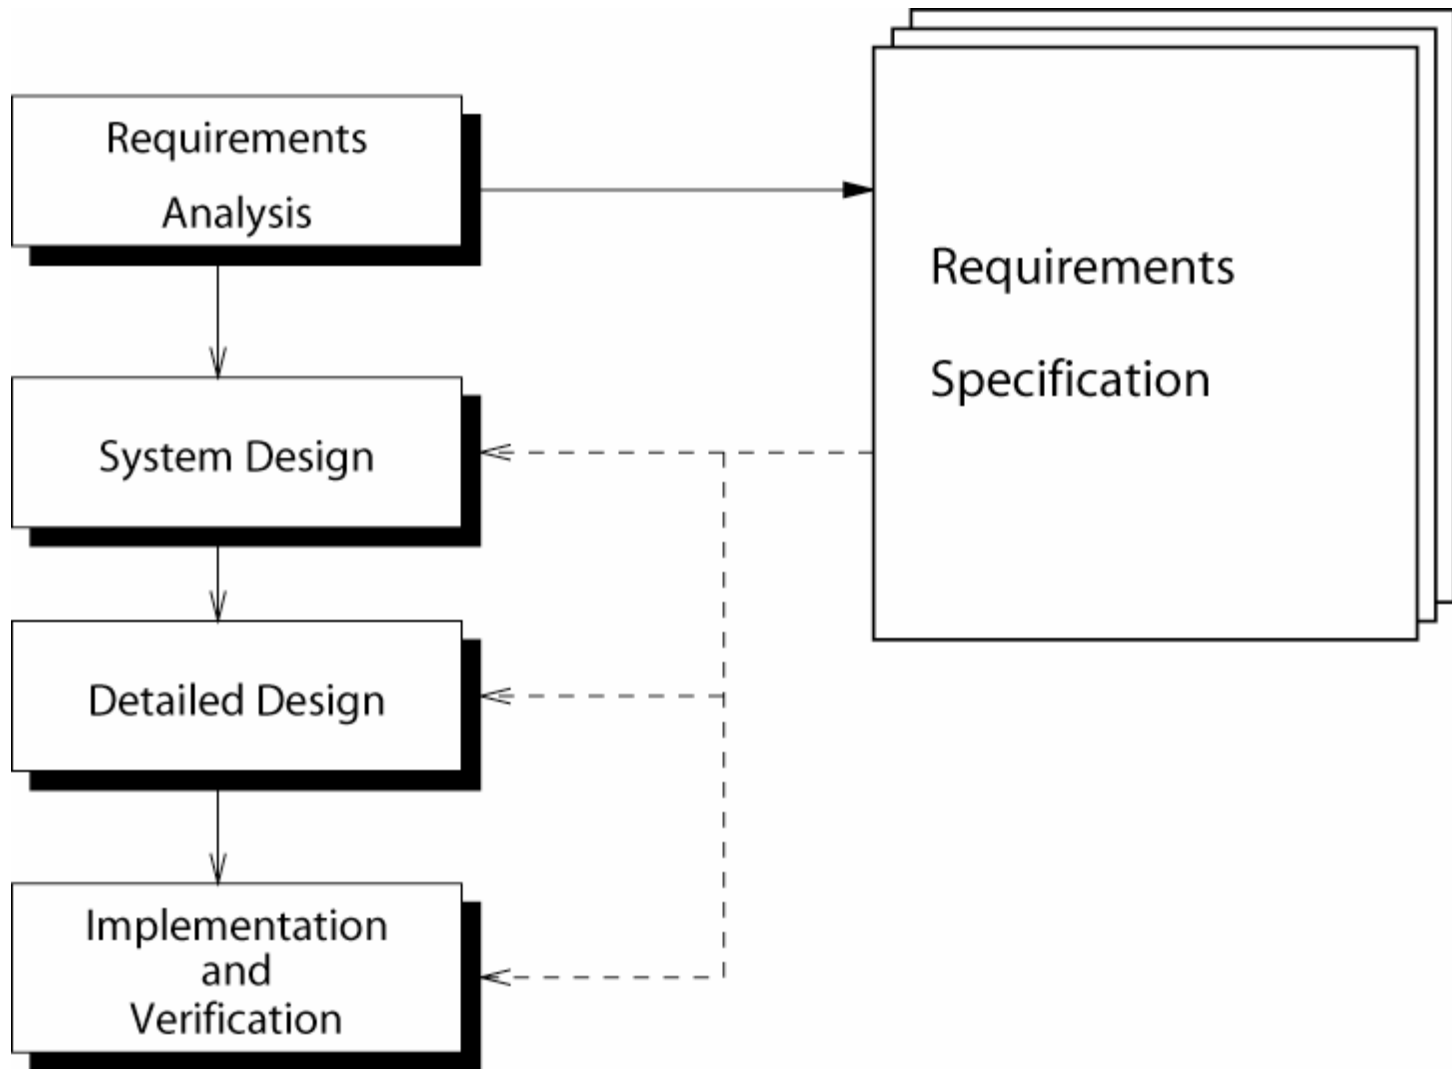 Requirements
Analysis
Requirements
Specification
System Design
Detailed Design
Implementation
and
Verification